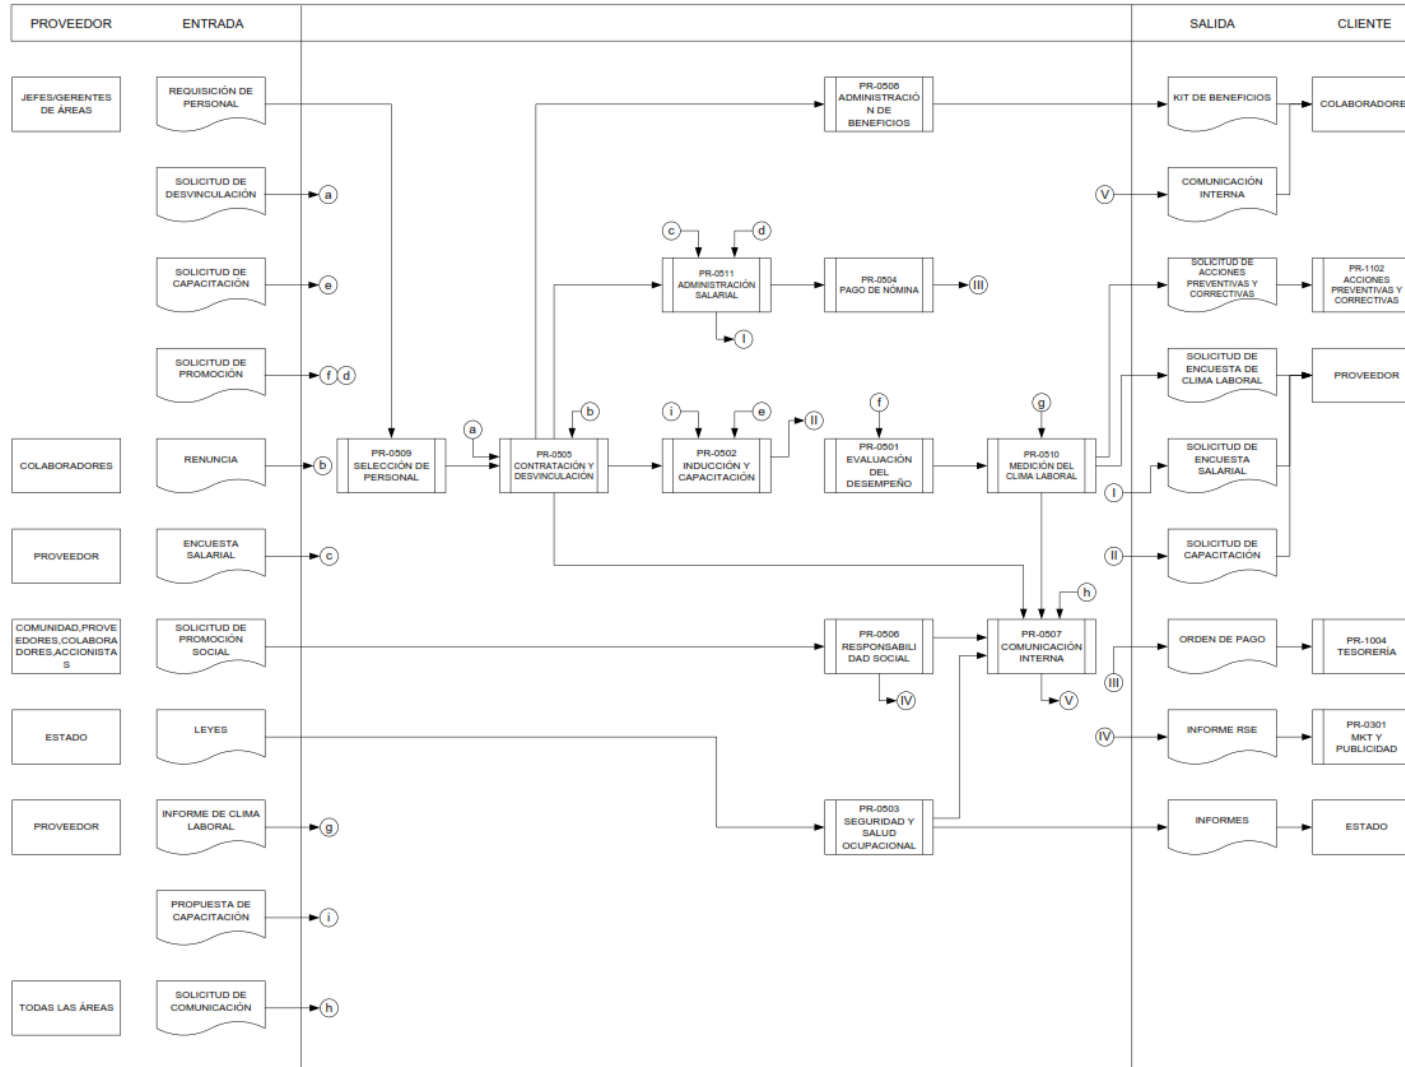 PROVEEDOR
ENTRADA
SALIDA
CLIENTE
JEFES/GERENTES
DE ÁREAS
REQUISICIÓN DE
PERSONAL
PR-0506
ADMINISTRACIÓ
N DE
BENEFICIOS
KIT DE BENEFICIOS
COLABORADORE
SOLICITUD DE
DESVINCULACIÓN
a
V
COMUNICACIÓN
INTERNA
c
d
SOLICITUD DE
CAPACITACIÓN
e
PR-0511
ADMINISTRACIÓN
SALARIAL
PR-0504
PAGO DE NÓMINA
III
SOLICITUD DE
ACCIONES
PREVENTIVAS Y
CORRECTIVAS
PR-1102
ACCIONES
PREVENTIVAS Y
CORRECTIVAS
I
SOLICITUD DE
PROMOCIÓN
f
d
SOLICITUD DE
ENCUESTA DE
CLIMA LABORAL
PROVEEDOR
a
b
i
e
II
f
g
COLABORADORES
RENUNCIA
b
PR-0509
SELECCIÓN DE
PERSONAL
PR-0505
CONTRATACIÓN Y
DESVINCULACIÓN
PR-0502
INDUCCIÓN Y
CAPACITACIÓN
PR-0501
EVALUACIÓN
DEL
DESEMPEÑO
PR-0510
MEDICIÓN DEL
CLIMA LABORAL
I
SOLICITUD DE
ENCUESTA
SALARIAL
PROVEEDOR
ENCUESTA
SALARIAL
c
II
SOLICITUD DE
CAPACITACIÓN
h
COMUNIDAD,PROVE
EDORES,COLABORA
DORES,ACCIONISTA
S
SOLICITUD DE
PROMOCIÓN
SOCIAL
PR-0506
RESPONSABILI
DAD SOCIAL
PR-0507
COMUNICACIÓN
INTERNA
III
ORDEN DE PAGO
PR-1004
TESORERÍA
IV
V
ESTADO
LEYES
IV
INFORME RSE
PR-0301
MKT Y
PUBLICIDAD
PROVEEDOR
INFORME DE CLIMA
LABORAL
g
PR-0503
SEGURIDAD Y
SALUD
OCUPACIONAL
INFORMES
ESTADO
PROPUESTA DE
CAPACITACIÓN
i
TODAS LAS ÁREAS
SOLICITUD DE
COMUNICACIÓN
h